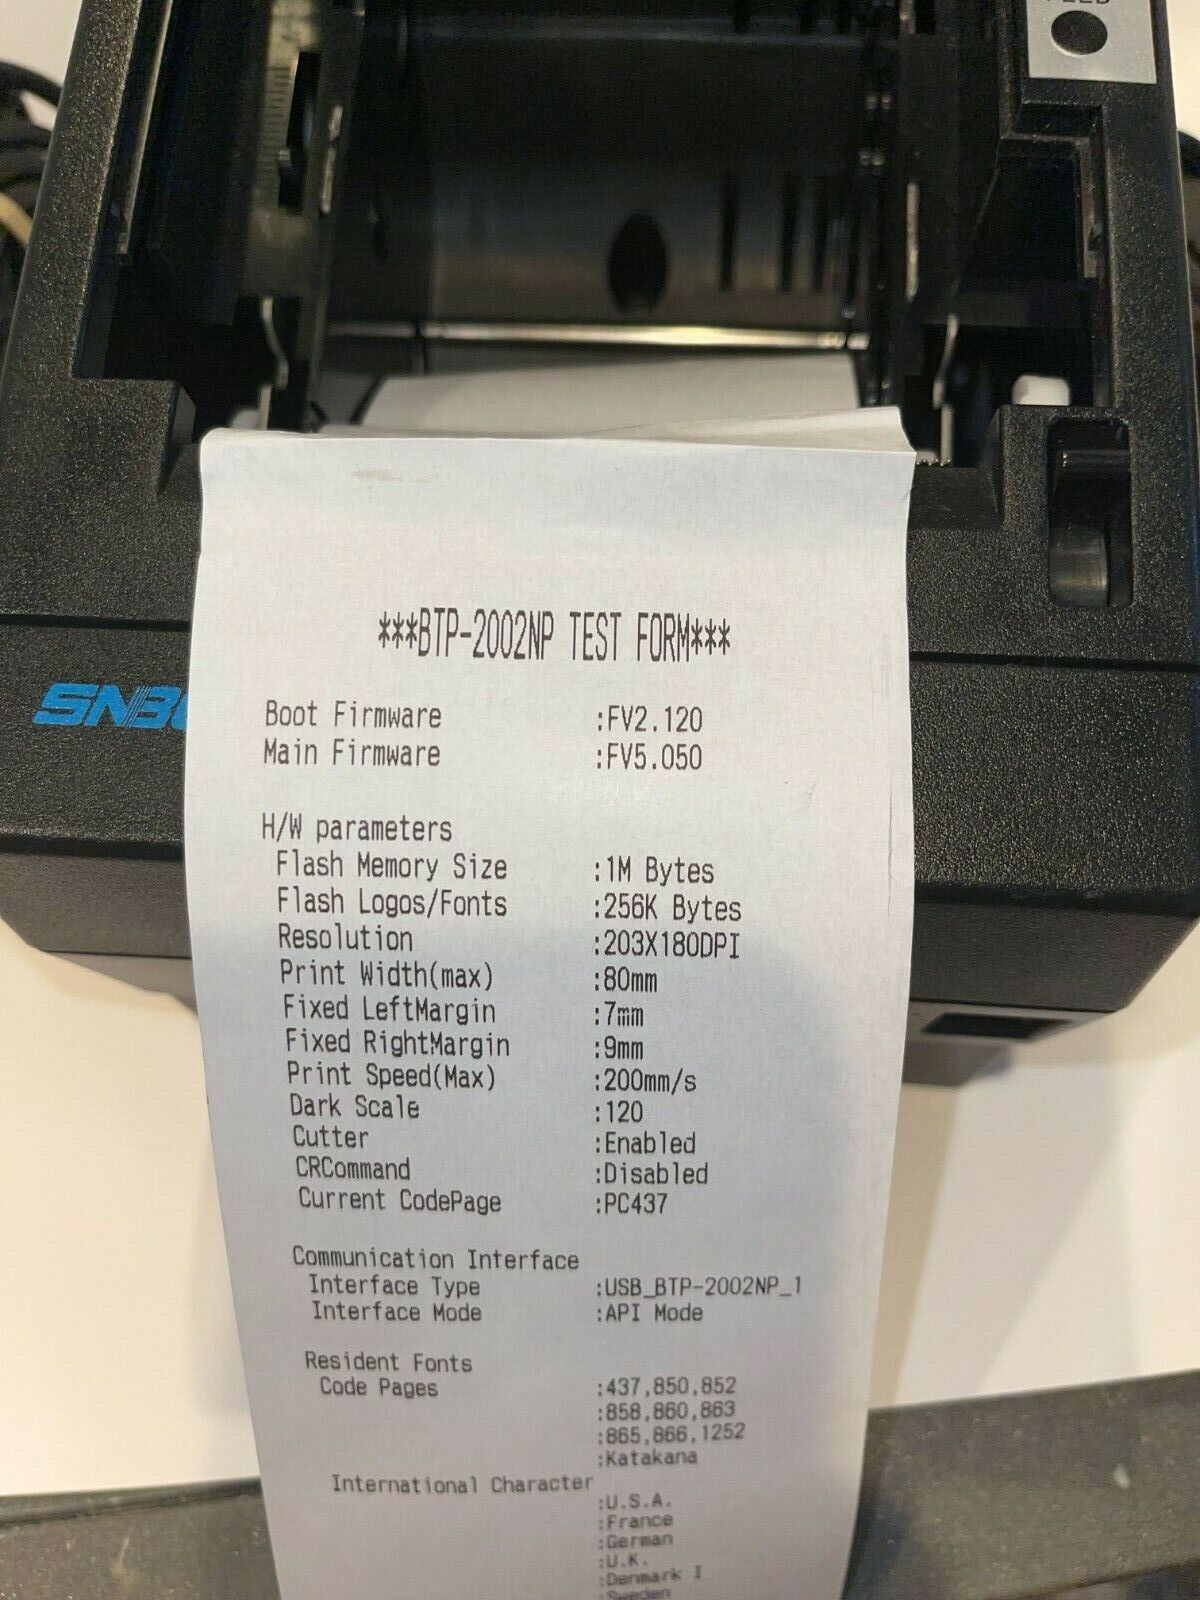 FEED
SNB
***BTP-2002NP TEST FORM***
Boot Firmware :FV2.120
Main Firmware :FV5.050
H/W parameters
Flash Memory Size :1M Bytes
Flash Logos/Fonts :256K Bytes
Resolution :203X180DPI
Print Width(max) :80mm
Fixed LeftMargin :7mm
Fixed RightMargin :9mm
Print Speed(Max) :200mm/s
Dark Scale :120
Cutter :Enabled
CRCommand :Disabled
Current CodePage :PC437
Communication Interface
Interface Type :USB_BTP-2002NP_1
Interface Mode :API Mode
Resident Fonts
Code Pages :437,850,852
:858,860,863
:865,866,1252
:Katakana
International Character
:U.S.A.
:France
:German
:U.K.
:Denmark I
:Sweden